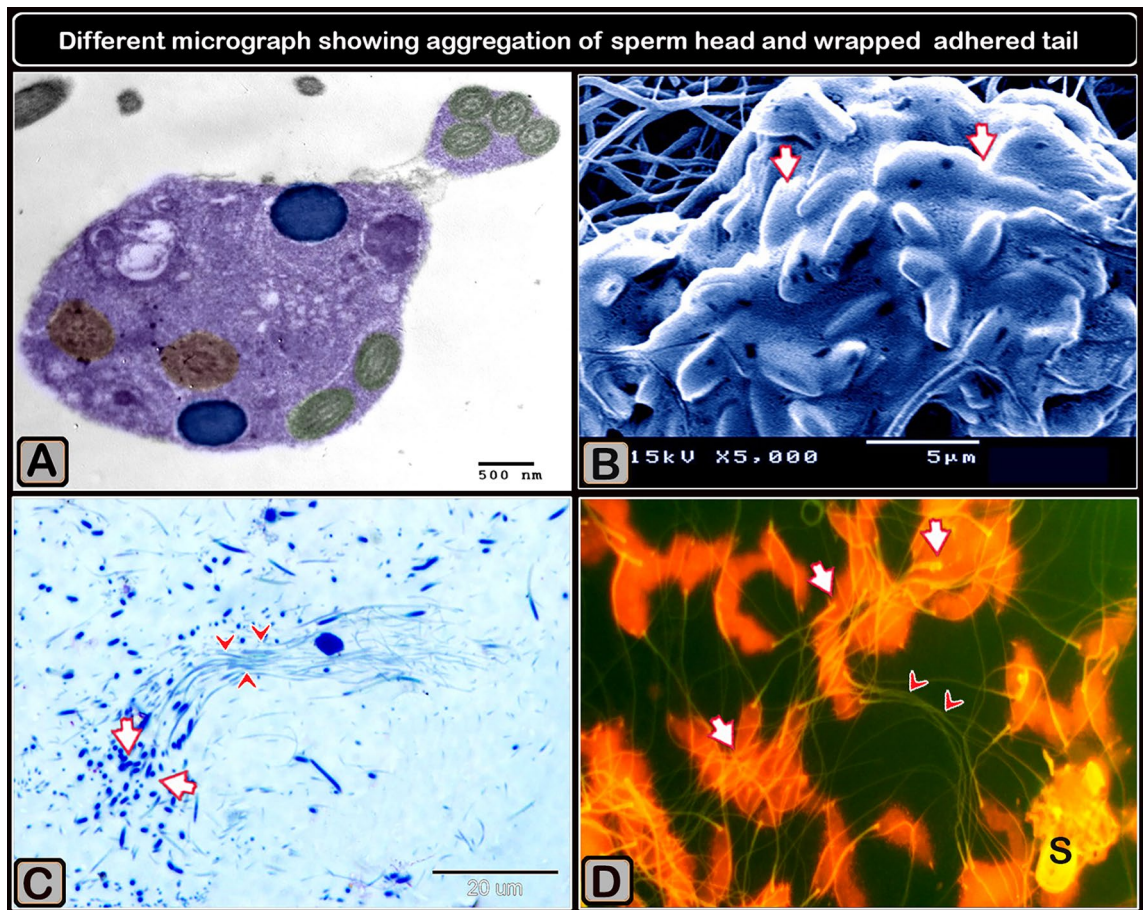 Different micrograph showing aggregation of sperm head and wrapped adhered tail
A
500 nm
B
15kV X5,000 5µm
C
20 um
D
S